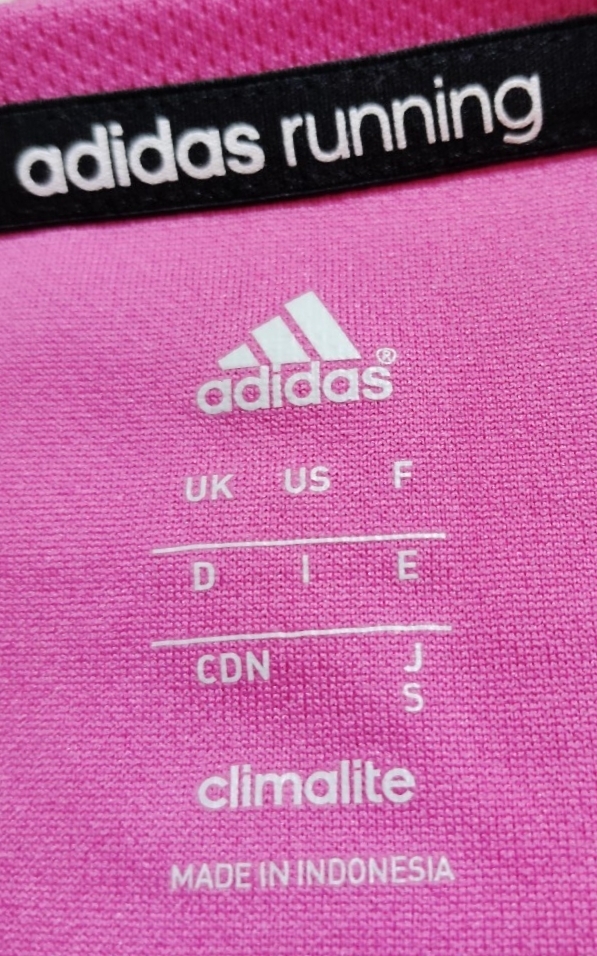 adidas running
adidas®
UK US F
D I E
CDN J
S
climalite
MADE IN INDONESIA